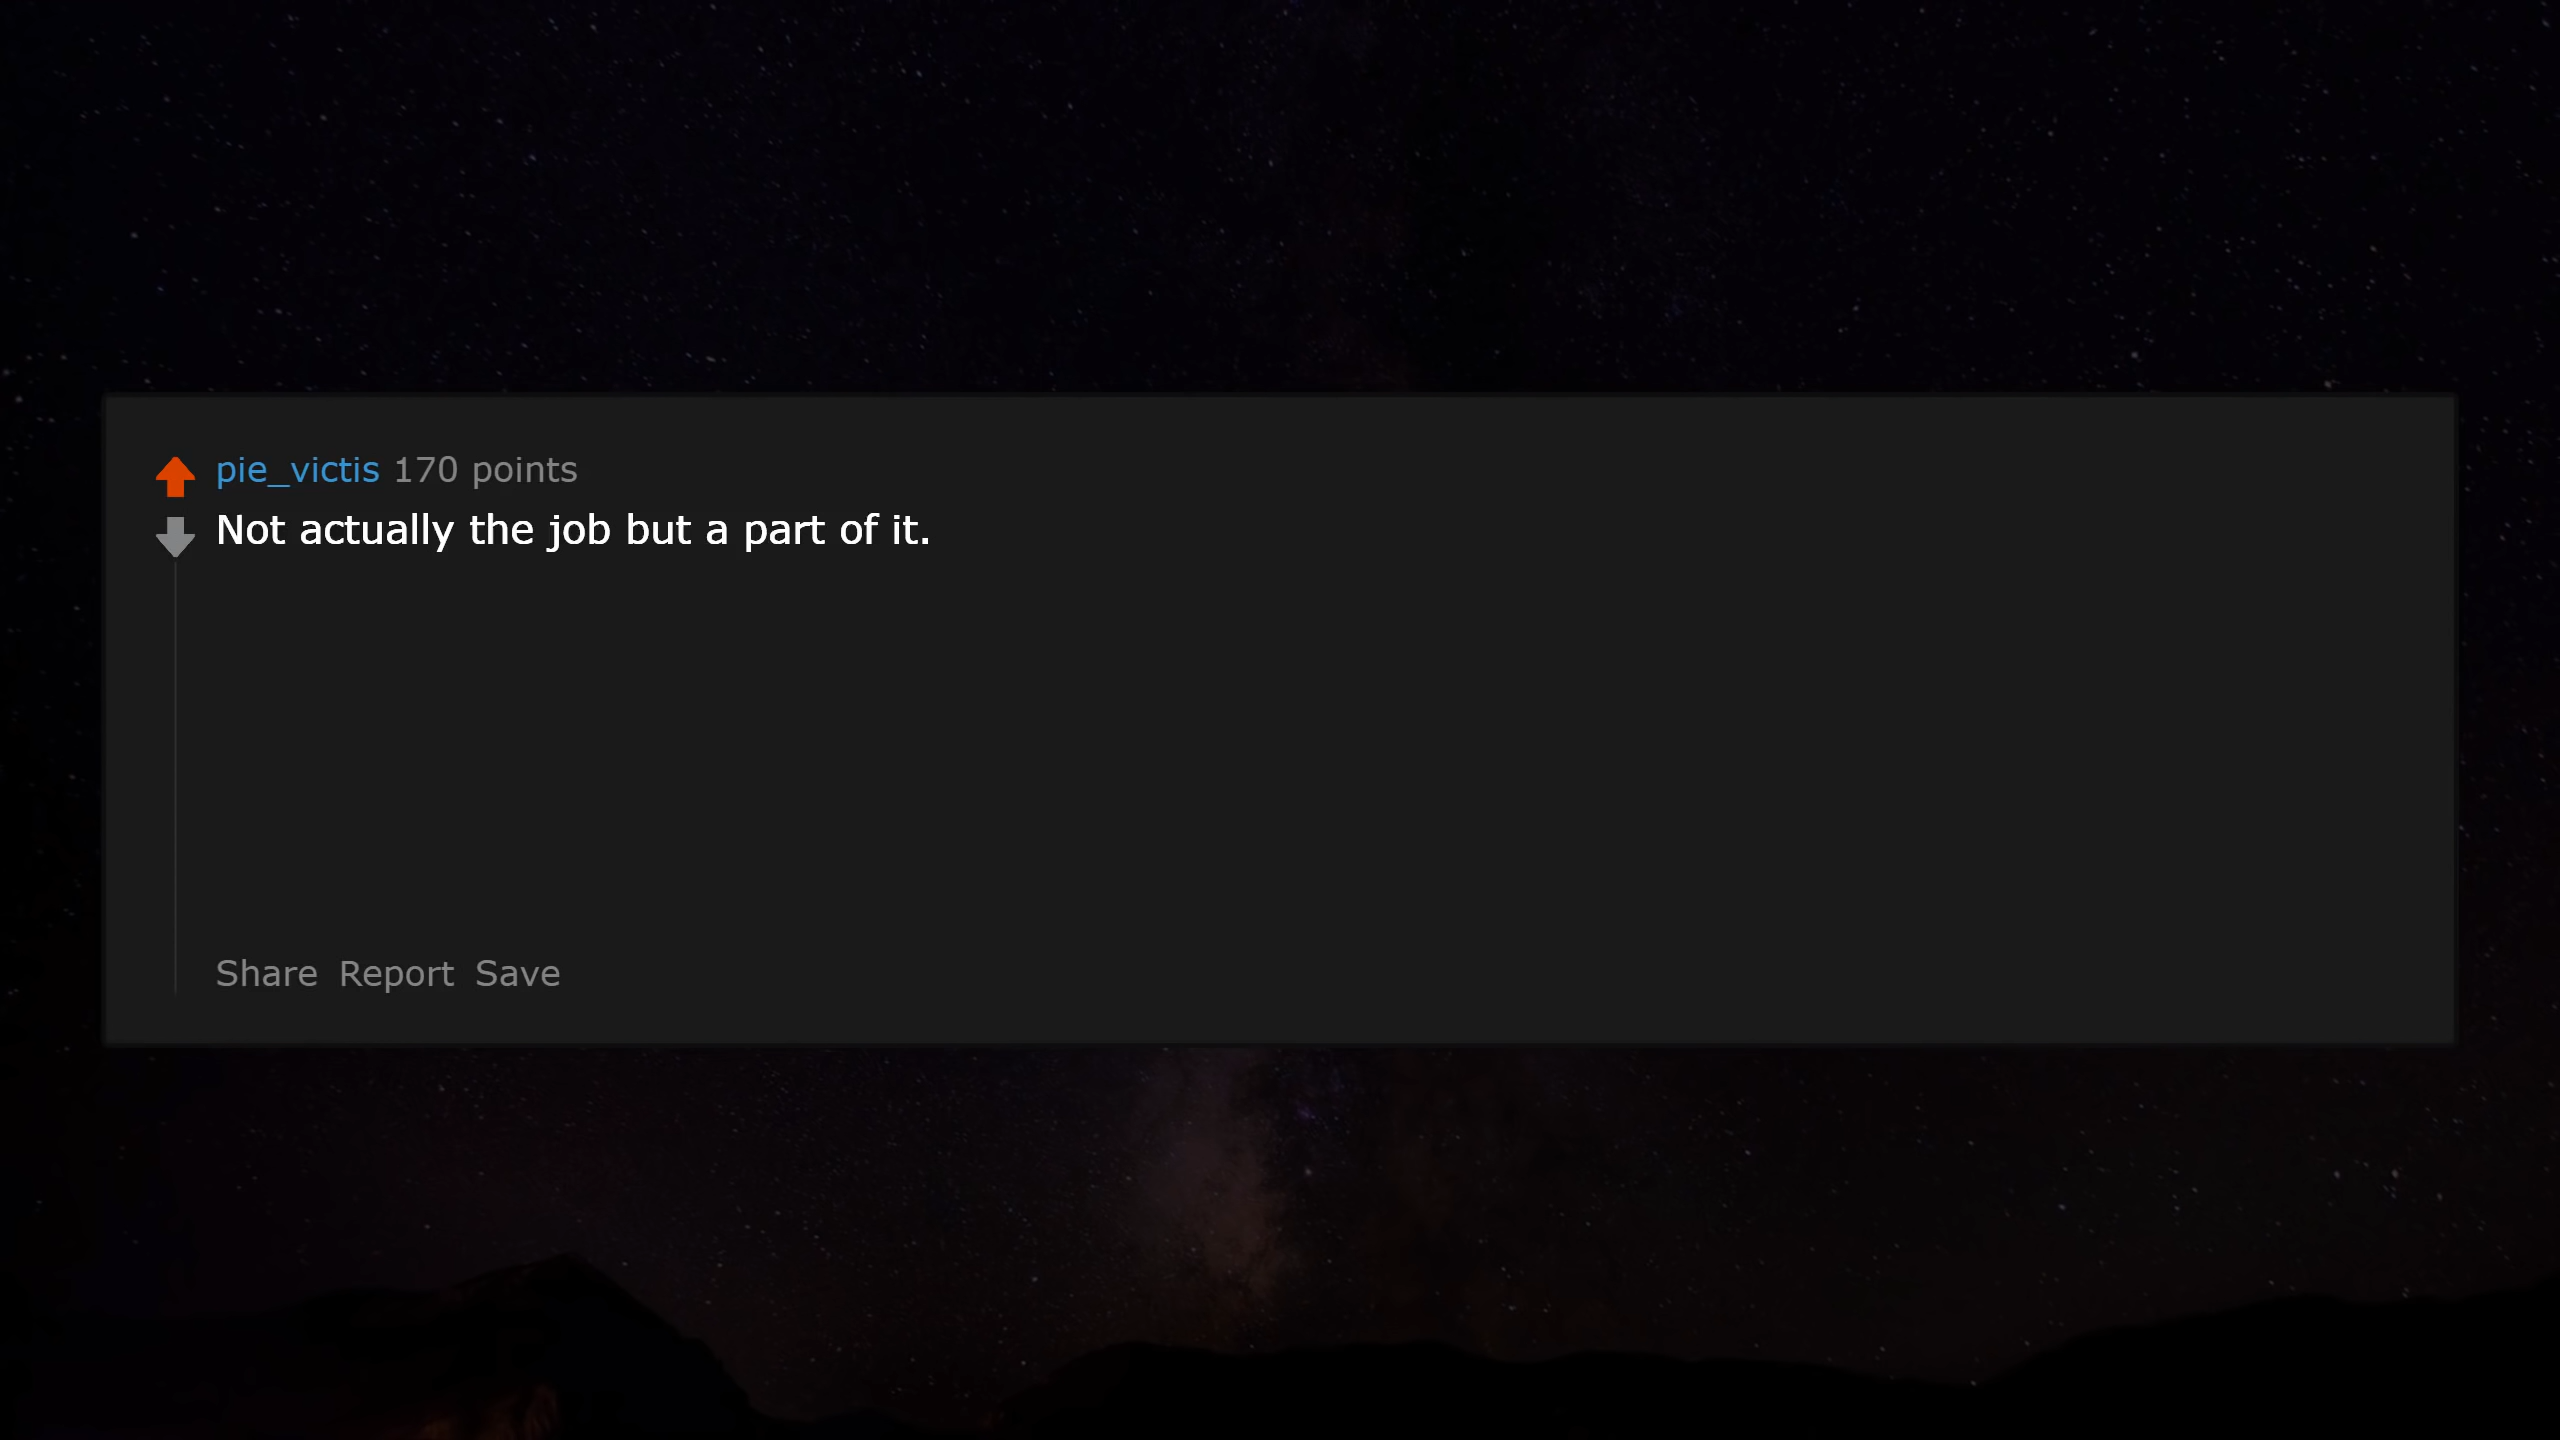 pie_victis 170 points
Not actually the job but a part of it.
Share Report Save